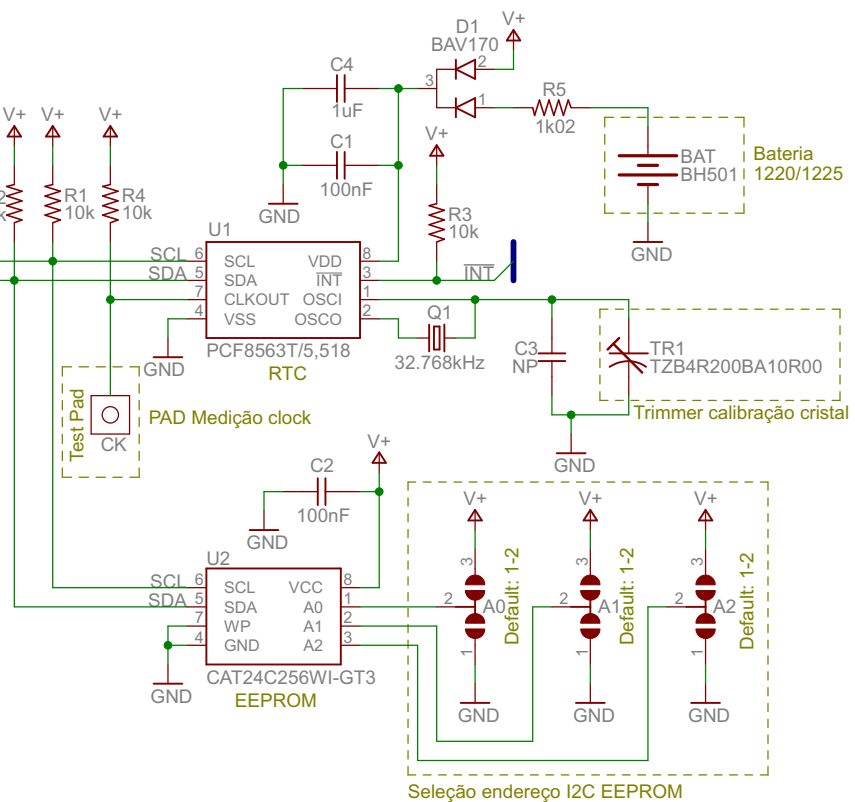 V+
D1
BAV170
2
3
1
C4
1uF
R5
1k02
V+
V+
V+
V+
C1
100nF
BAT
BH501
Bateria
1220/1225
R1
10k
R4
10k
GND
R3
10k
GND
U1
SCL 6
SCL
VDD
8
SDA 5
SDA
INT
3
INT
7
CLKOUT
OSCI
1
4
VSS
OSCO
2
Q1
32.768kHz
GND
PCF8563T/5,518
RTC
C3
NP
TR1
TZB4R200BA10R00
Trimmer calibração cristal
Test Pad
PAD Medição clock
CK
GND
V+
C2
100nF
GND
V+
V+
V+
U2
3
3
3
SCL 6
SCL
VCC
8
SDA 5
SDA
A0
1
7
WP
A1
2
4
GND
A2
3
2
A0
Default: 1-2
2
A1
Default: 1-2
2
A2
Default: 1-2
1
1
1
GND
CAT24C256WI-GT3
EEPROM
GND
GND
GND
Seleção endereço I2C EEPROM